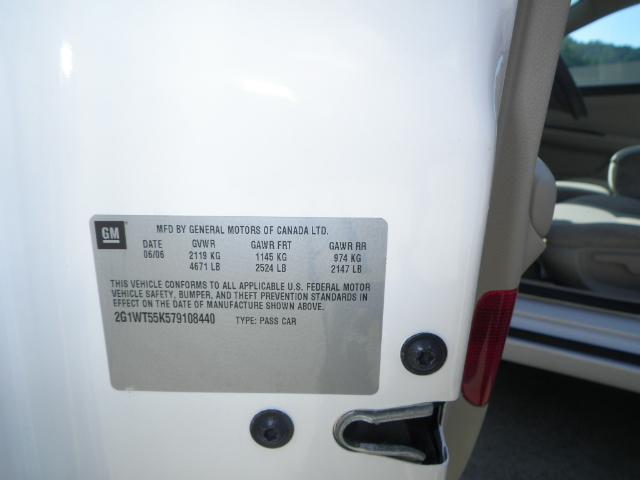 GM MFD BY GENERAL MOTORS OF CANADA LTD.
DATE GVWR GAWR FRT GAWR RR
06/06 2119 KG 1145 KG 974 KG
4671 LB 2524 LB 2147 LB
THIS VEHICLE CONFORMS TO ALL APPLICABLE U.S. FEDERAL MOTOR
VEHICLE SAFETY, BUMPER, AND THEFT PREVENTION STANDARDS IN
EFFECT ON THE DATE OF MANUFACTURE SHOWN ABOVE.
2G1WT55K579108440 TYPE: PASS CAR